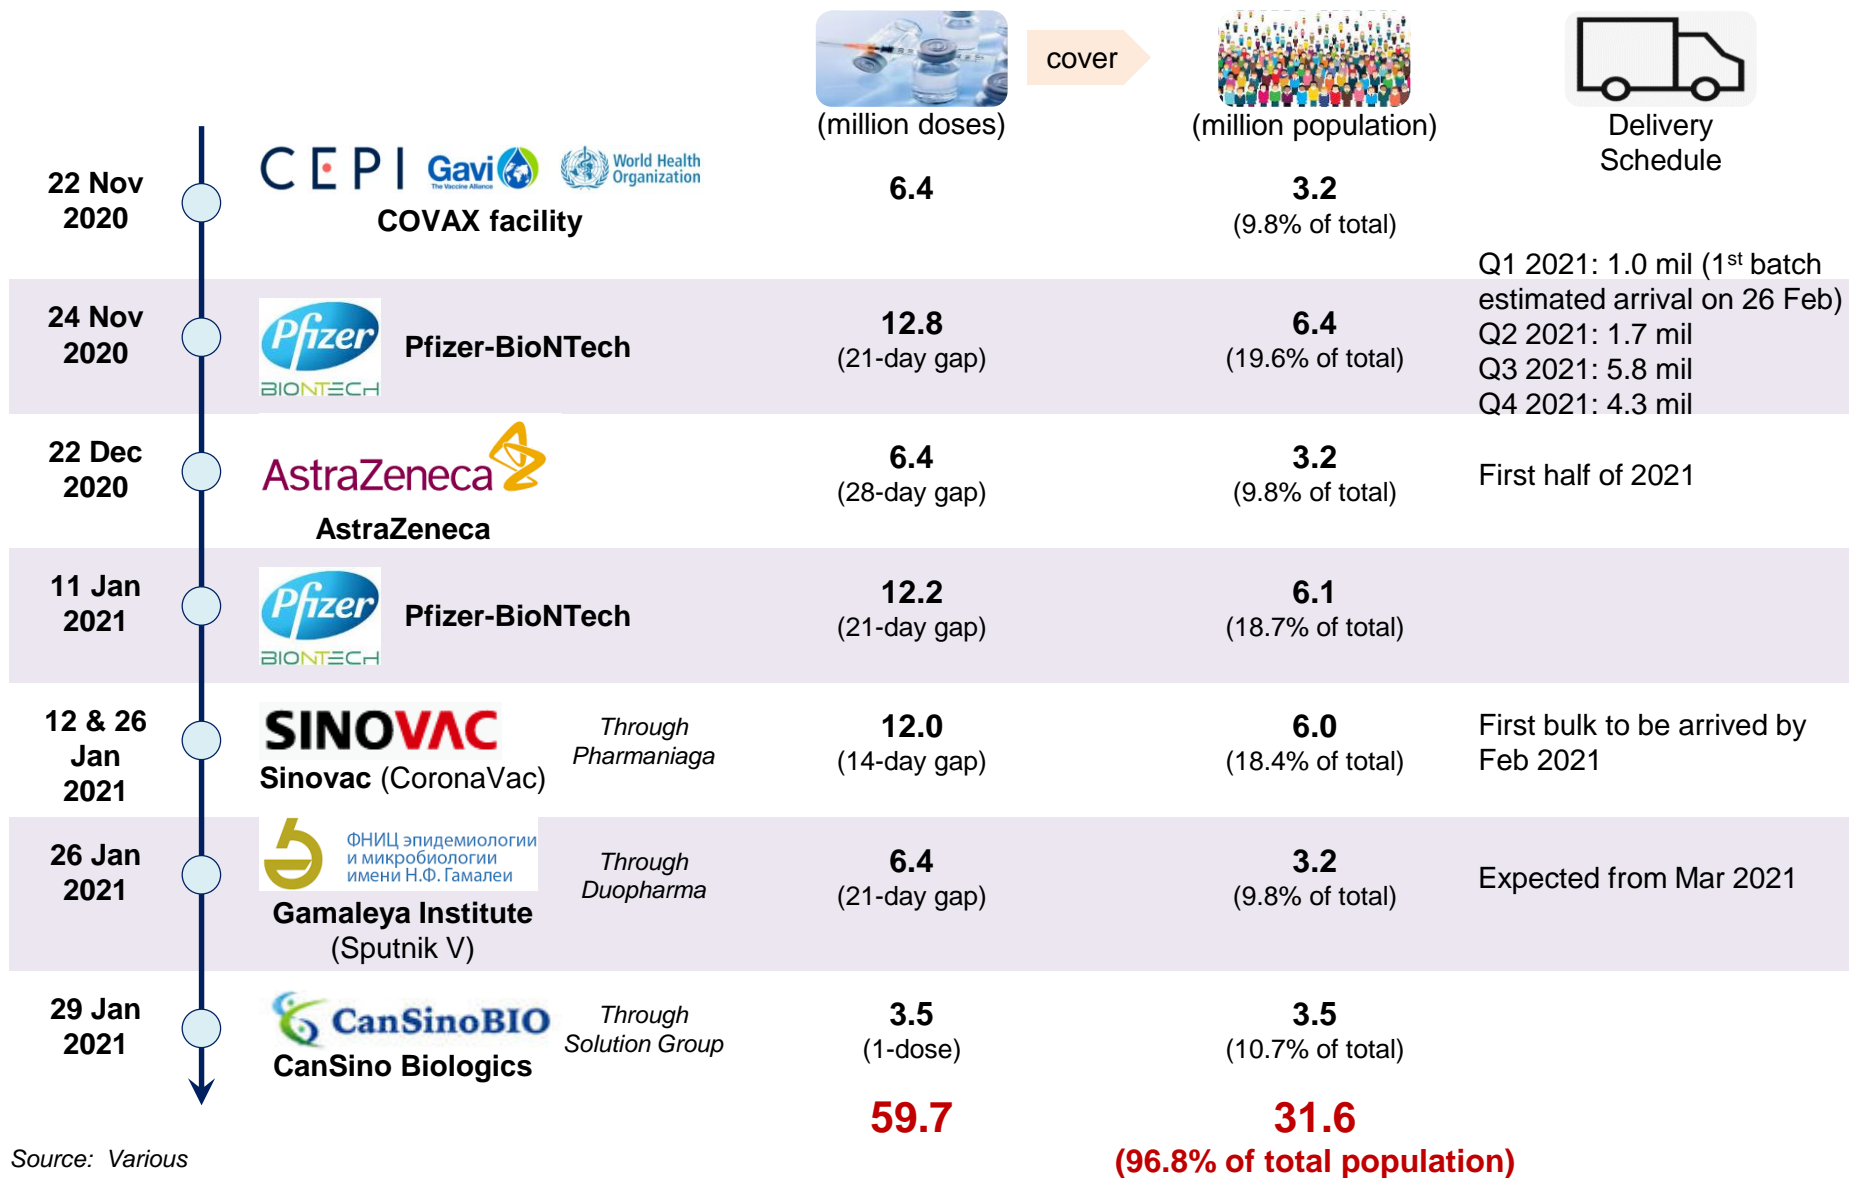 cover
(million doses)
(million population)
Delivery
Schedule
22 Nov
2020
CEPI
Gavi
The Vaccine Alliance
World Health
Organization
COVAX facility
6.4
3.2
(9.8% of total)
24 Nov
2020
Pfizer
BIONTECH
Pfizer-BioNTech
12.8
(21-day gap)
6.4
(19.6% of total)
Q1 2021: 1.0 mil (1st batch
estimated arrival on 26 Feb)
Q2 2021: 1.7 mil
Q3 2021: 5.8 mil
Q4 2021: 4.3 mil
22 Dec
2020
AstraZeneca
AstraZeneca
6.4
(28-day gap)
3.2
(9.8% of total)
First half of 2021
11 Jan
2021
Pfizer
BIONTECH
Pfizer-BioNTech
12.2
(21-day gap)
6.1
(18.7% of total)
12 & 26
Jan
2021
SINOVAC
Sinovac (CoronaVac)
Through
Pharmaniaga
12.0
(14-day gap)
6.0
(18.4% of total)
First bulk to be arrived by
Feb 2021
26 Jan
2021
ФНИЦ эпидемиологии
и микробиологии
имени Н.Ф. Гамалеи
Gamaleya Institute
(Sputnik V)
Through
Duopharma
6.4
(21-day gap)
3.2
(9.8% of total)
Expected from Mar 2021
29 Jan
2021
CanSinoBIO
CanSino Biologics
Through
Solution Group
3.5
(1-dose)
3.5
(10.7% of total)
59.7
31.6
(96.8% of total population)
Source: Various